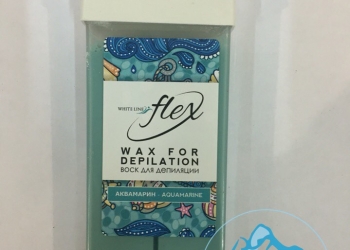 WHITE LINE flex
WAX FOR
DEPILATION
ВОСК ДЛЯ ДЕПИЛЯЦИИ
АКВАМАРИН . AQUAMARINE